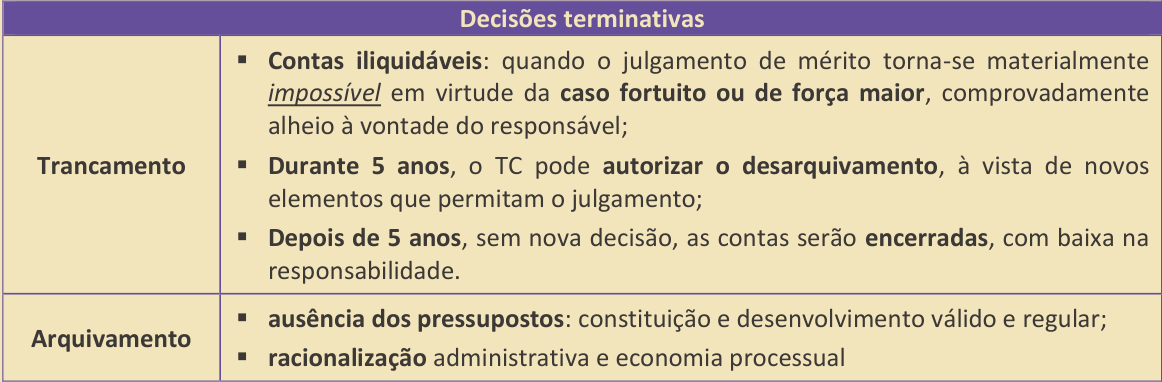 Decisões terminativas
Trancamento
▪ Contas iliquidáveis: quando o julgamento de mérito torna-se materialmente
impossível em virtude da caso fortuito ou de força maior, comprovadamente
alheio à vontade do responsável;
▪ Durante 5 anos, o TC pode autorizar o desarquivamento, à vista de novos
elementos que permitam o julgamento;
▪ Depois de 5 anos, sem nova decisão, as contas serão encerradas, com baixa na
responsabilidade.
Arquivamento
▪ ausência dos pressupostos: constituição e desenvolvimento válido e regular;
▪ racionalização administrativa e economia processual